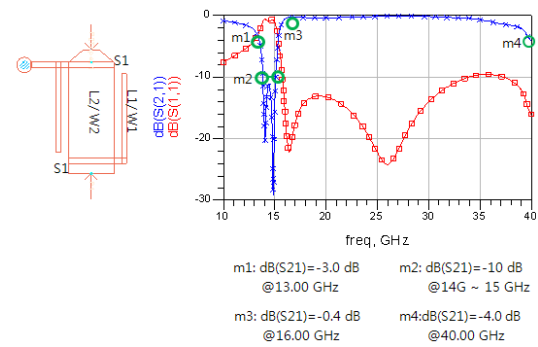 S1
L2/W2
L1/W1
S1
dB(S(2,1))
dB(S(1,1))
0
-10
-20
-30
m1
m2
m3
m4
10
15
20
25
30
35
40
freq, GHz
m1: dB(S21)=-3.0 dB
@13.00 GHz
m2: dB(S21)=-10 dB
@14G ~ 15 GHz
m3: dB(S21)=-0.4 dB
@16.00 GHz
m4:dB(S21)=-4.0 dB
@40.00 GHz